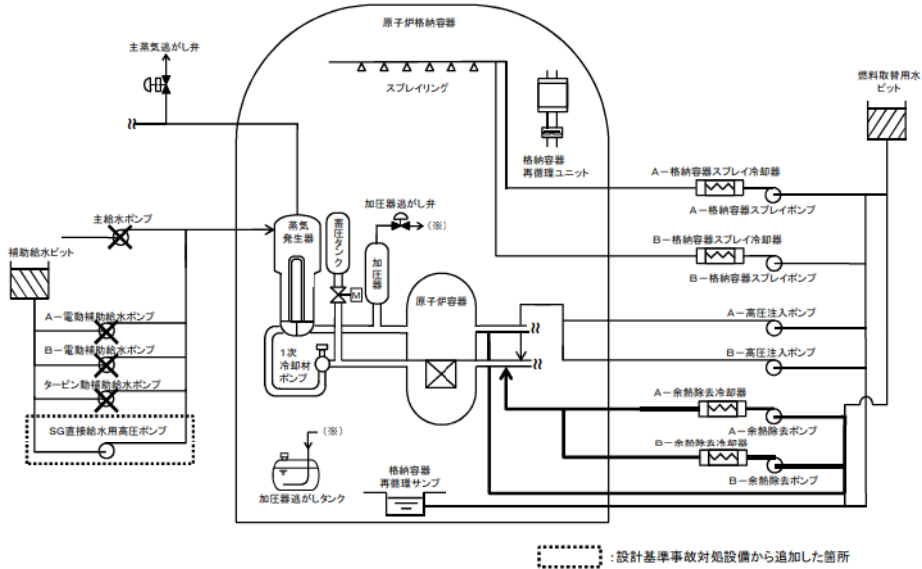 原子炉格納容器
主蒸気逃がし弁
スプレイリング
燃料取替用水
ピット
格納容器
再循環ユニット
A－格納容器スプレイ冷却器
A－格納容器スプレイポンプ
加圧器逃がし弁
(※)
主給水ポンプ
蒸気
発生器
蓄圧タンク
加圧器
補助給水ピット
B－格納容器スプレイ冷却器
B－格納容器スプレイポンプ
M
原子炉容器
A－高圧注入ポンプ
A－電動補助給水ポンプ
B－電動補助給水ポンプ
1次
冷却材
ポンプ
B－高圧注入ポンプ
タービン動補助給水ポンプ
A－余熱除去冷却器
A－余熱除去ポンプ
SG直接給水用高圧ポンプ
(※)
B－余熱除去冷却器
B－余熱除去ポンプ
加圧器逃がしタンク
格納容器
再循環サンプ
：設計基準事故対処設備から追加した箇所